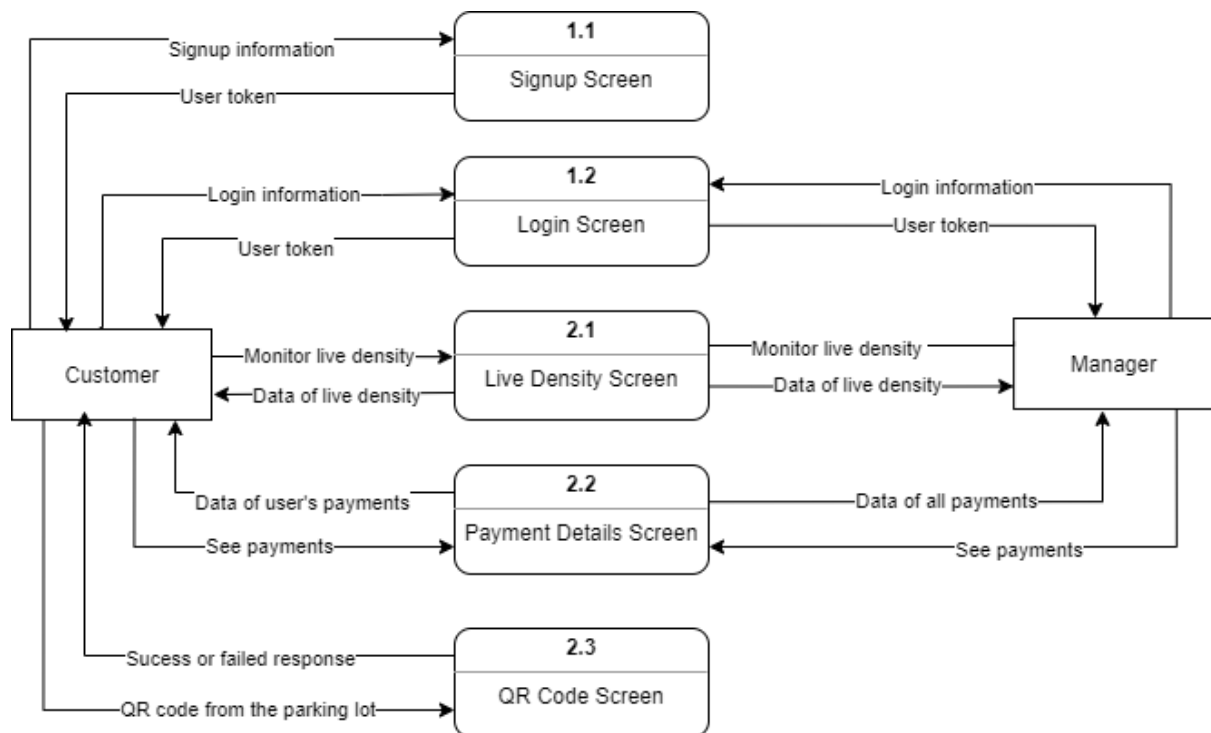 1.1
Signup information
Signup Screen
User token
1.2
Login information
Login information
Login Screen
User token
User token
2.1
Monitor live density
Monitor live density
Customer
Live Density Screen
Manager
Data of live density
Data of live density
2.2
Data of user's payments
Data of all payments
Payment Details Screen
See payments
See payments
2.3
Sucess or failed response
QR Code Screen
QR code from the parking lot